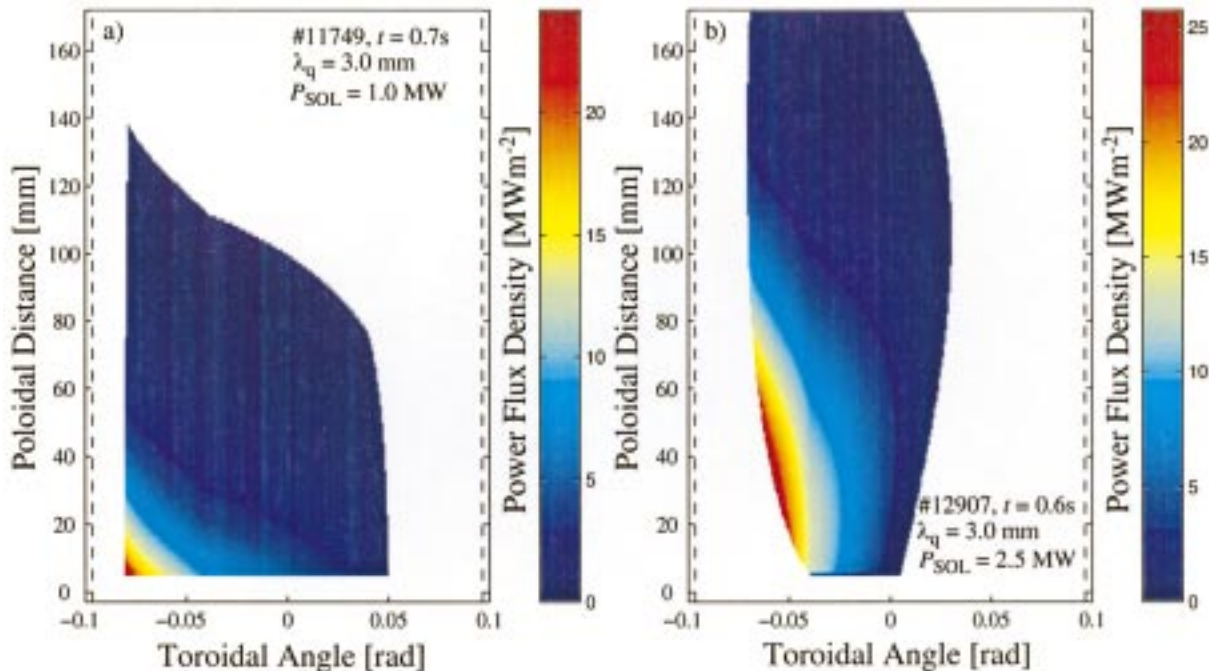 a)
#11749, t = 0.7s
λq = 3.0 mm
PSOL = 1.0 MW
160
140
120
100
80
60
40
20
0
Poloidal Distance [mm]
−0.1
−0.05
0
0.05
0.1
Toroidal Angle [rad]
20
15
10
5
0
Power Flux Density [MWm−2]
b)
160
140
120
100
80
60
40
20
0
Poloidal Distance [mm]
#12907, t = 0.6s
λq = 3.0 mm
PSOL = 2.5 MW
−0.1
−0.05
0
0.05
0.1
Toroidal Angle [rad]
25
20
15
10
5
0
Power Flux Density [MWm−2]